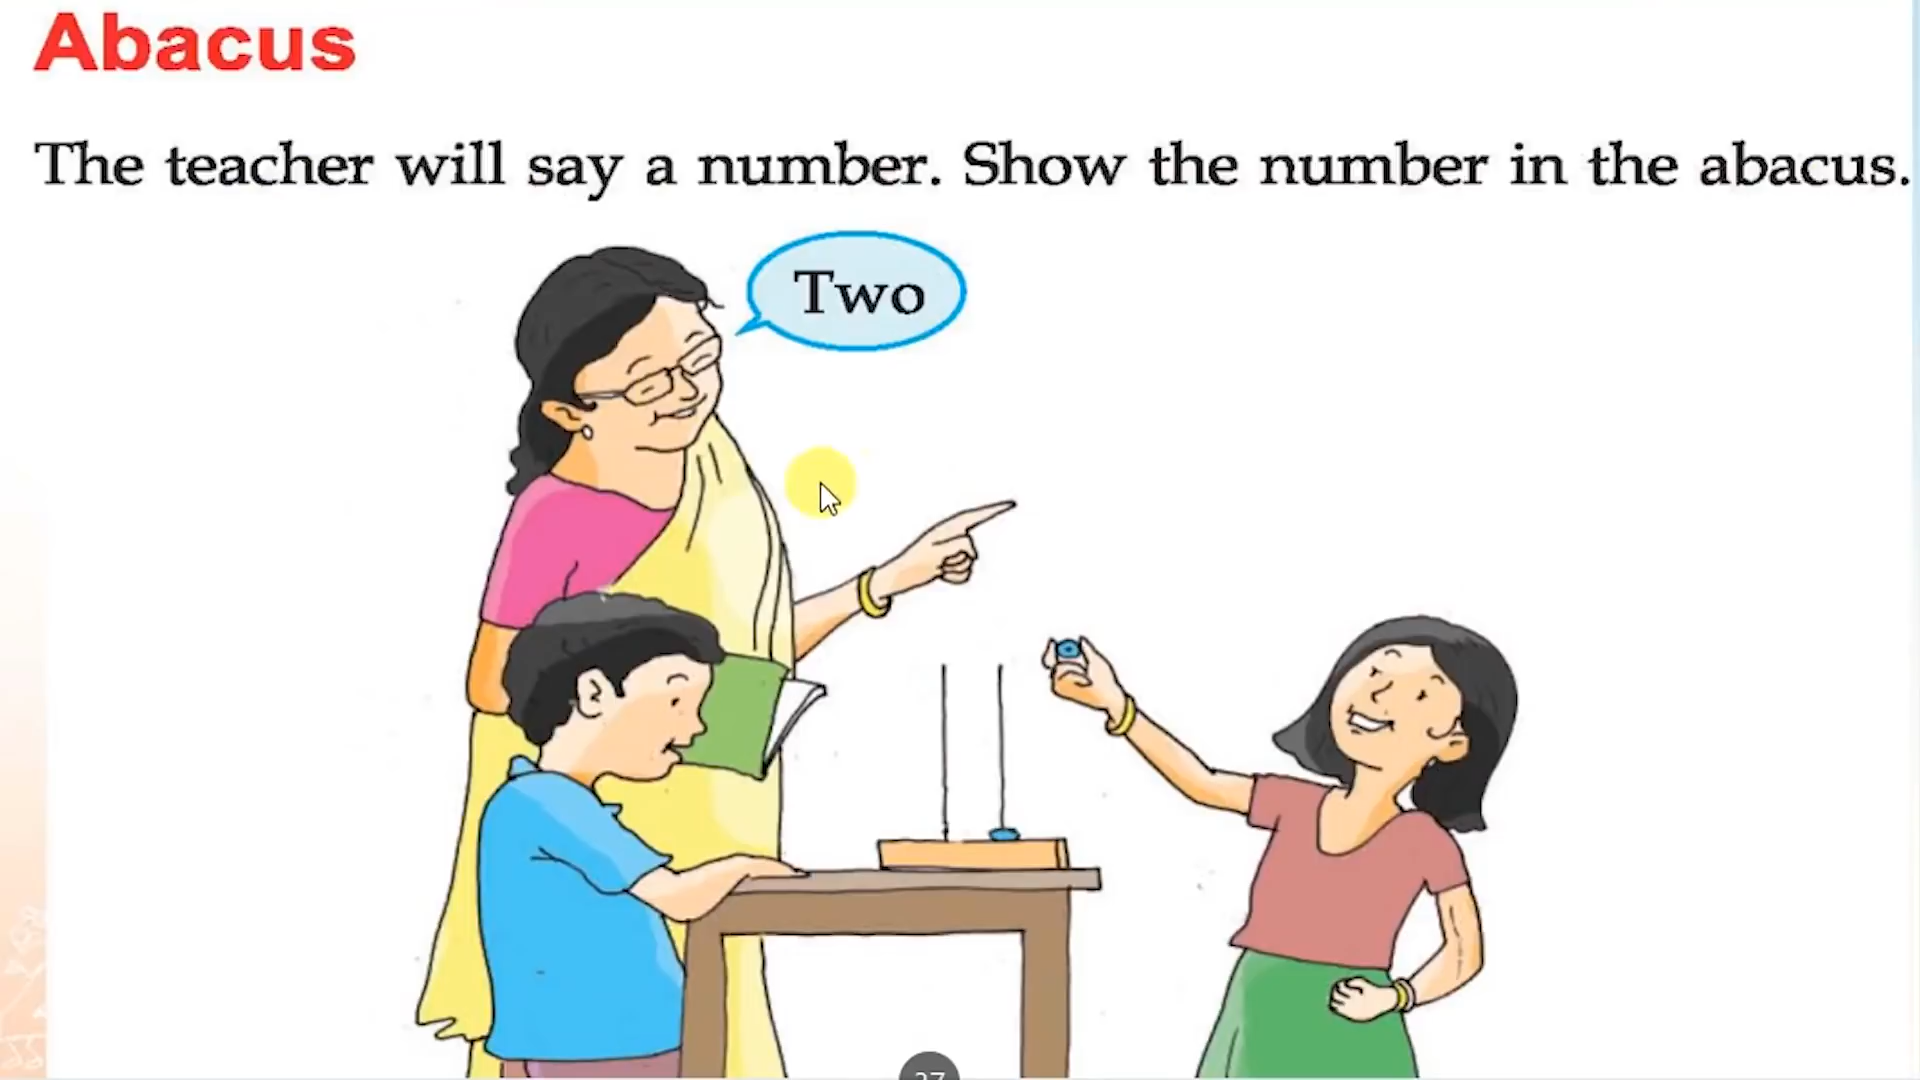 Abacus
The teacher will say a number. Show the number in the abacus.
Two